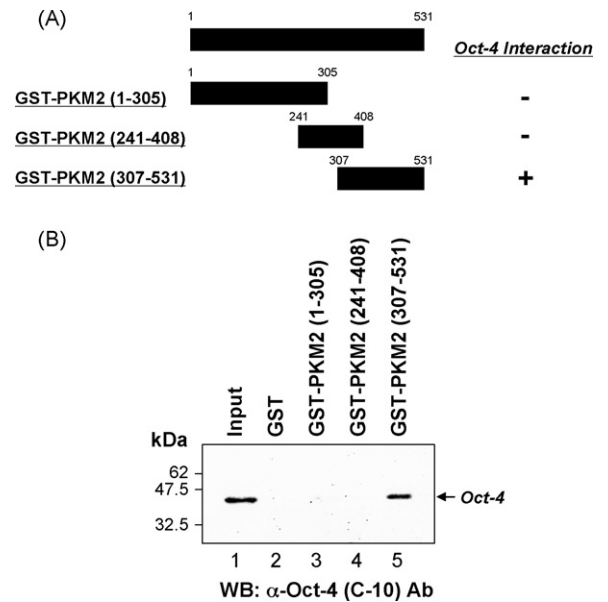 (A)
1 531
Oct-4 Interaction
1 305
GST-PKM2 (1-305) -
241 408
GST-PKM2 (241-408) -
307 531
GST-PKM2 (307-531) +
(B)
Input
GST
GST-PKM2 (1-305)
GST-PKM2 (241-408)
GST-PKM2 (307-531)
kDa
62
47.5
Oct-4
32.5
1 2 3 4 5
WB: α-Oct-4 (C-10) Ab